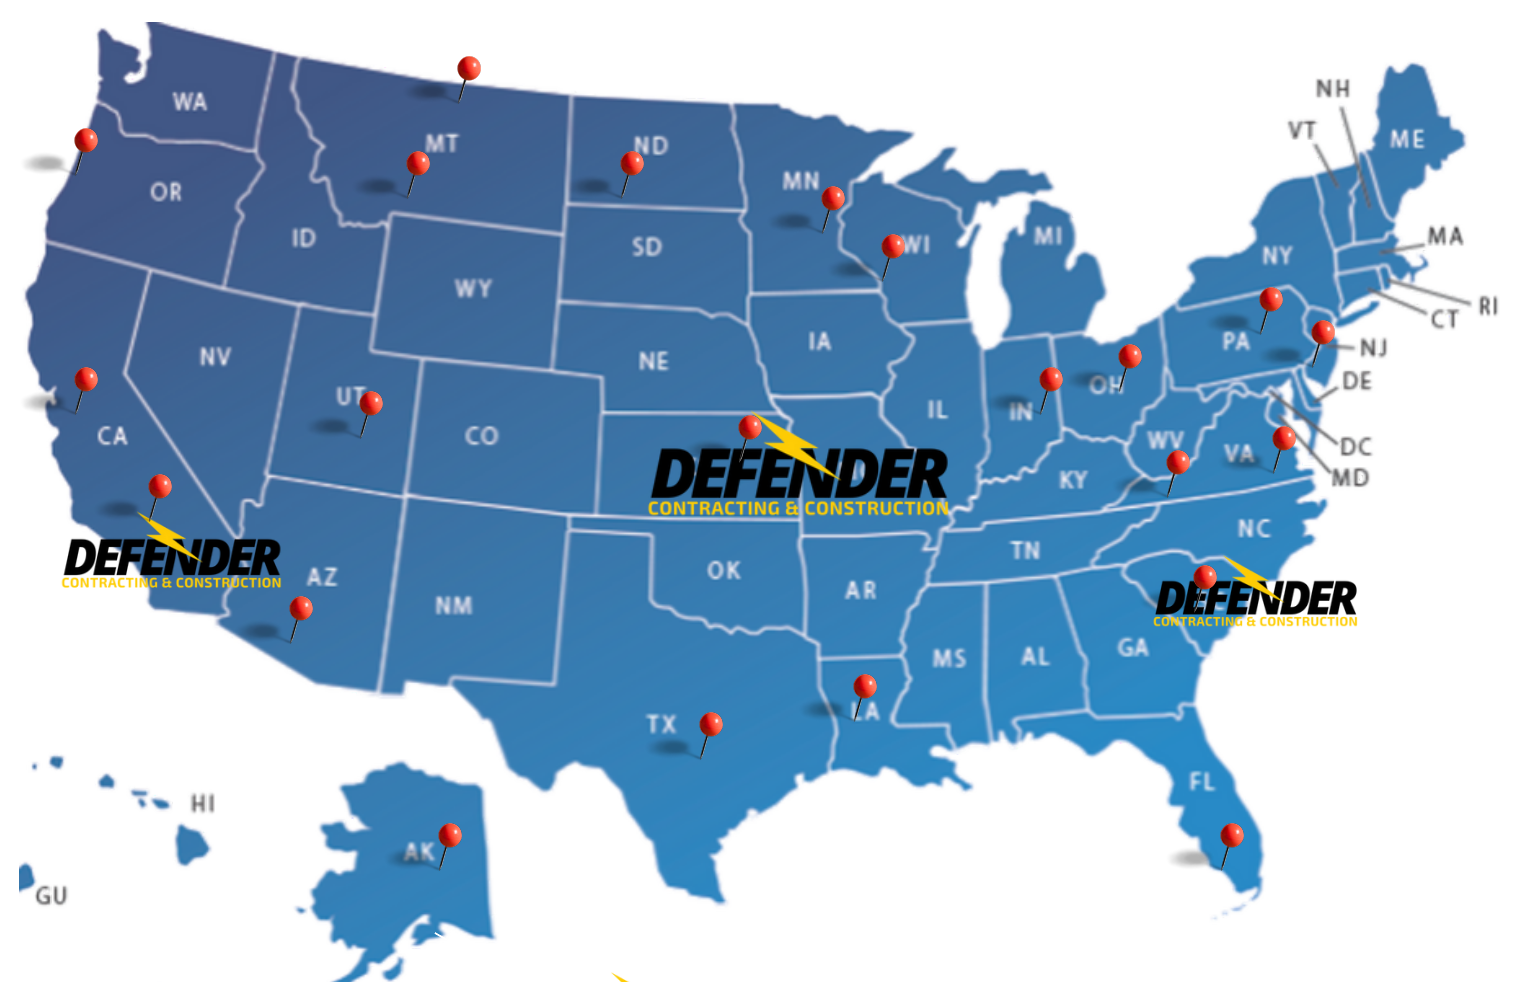 NH
WA
VT
ME
MT
ND
OR
MN
ID
SD
WI
MI
MA
NY
WY
RI
CT
IA
PA
NJ
NV
NE
DE
UT
OH
IL
IN
CA
CO
WV
VA
DC
KY
MD
DEFENDER
CONTRACTING & CONSTRUCTION
NC
TN
DEFENDER
CONTRACTING & CONSTRUCTION
AZ
OK
AR
NM
DEFENDER
CONTRACTING & CONSTRUCTION
MS
AL
GA
TX
LA
FL
HI
AK
GU